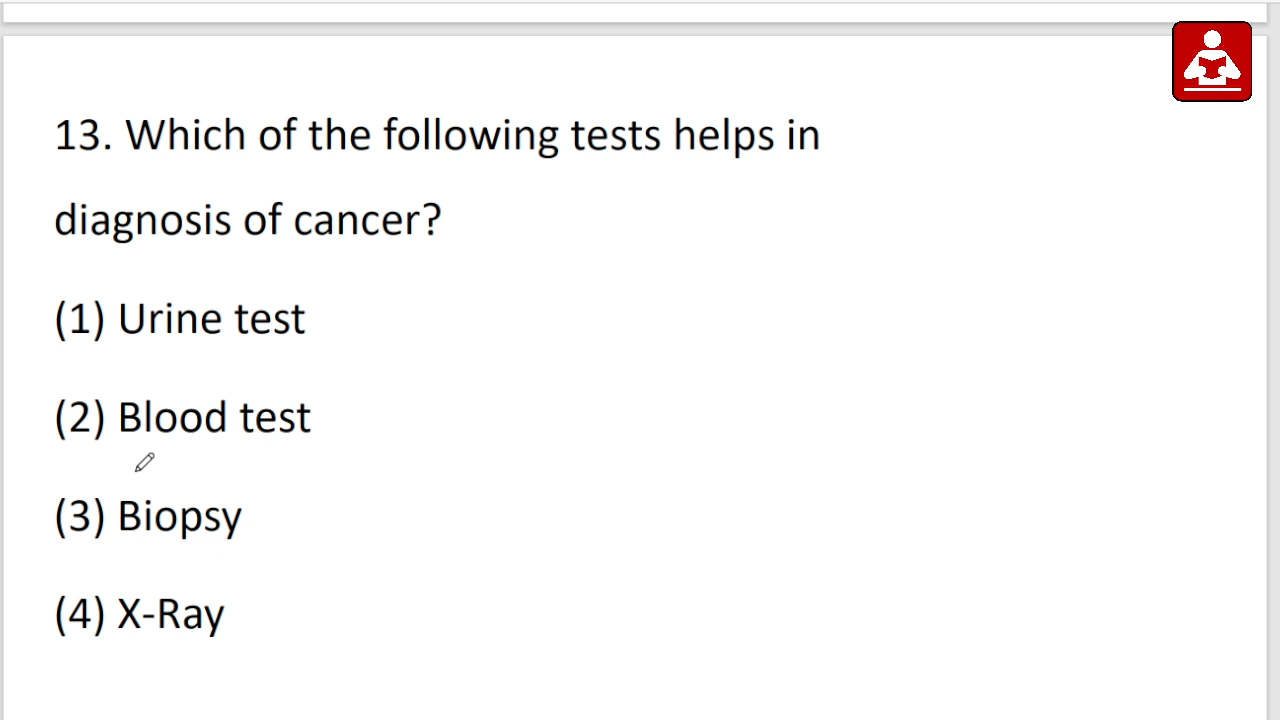 13. Which of the following tests helps in
diagnosis of cancer?
(1) Urine test
(2) Blood test
(3) Biopsy
(4) X-Ray